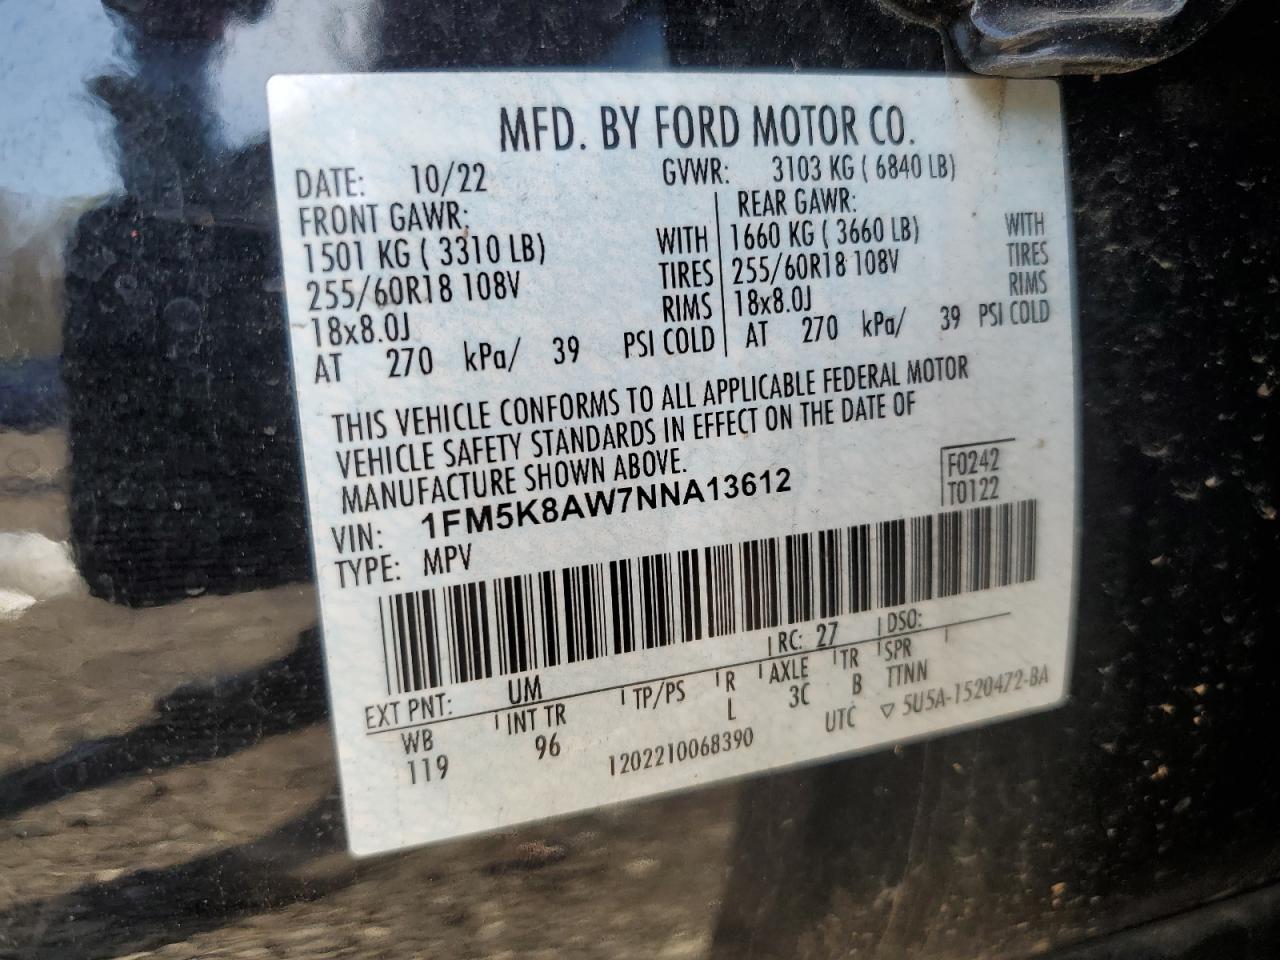 MFD. BY FORD MOTOR CO.
DATE: 10/22 GVWR: 3103 KG ( 6840 LB)
FRONT GAWR: REAR GAWR:
1501 KG ( 3310 LB) WITH 1660 KG ( 3660 LB) WITH
255/60R18 108V TIRES 255/60R18 108V TIRES
18x8.0J RIMS 18x8.0J RIMS
AT 270 kPa/ 39 PSI COLD AT 270 kPa/ 39 PSI COLD
THIS VEHICLE CONFORMS TO ALL APPLICABLE FEDERAL MOTOR
VEHICLE SAFETY STANDARDS IN EFFECT ON THE DATE OF
MANUFACTURE SHOWN ABOVE.
F0242
VIN: 1FM5K8AW7NNA13612 T0122
TYPE: MPV
EXT PNT: UM RC: 27 DSO:
WB INT TR TP/PS R AXLE TR SPR
119 96 L 3C B TTNN
1202210068390 UTC ▽ 5U5A-1520472-BA